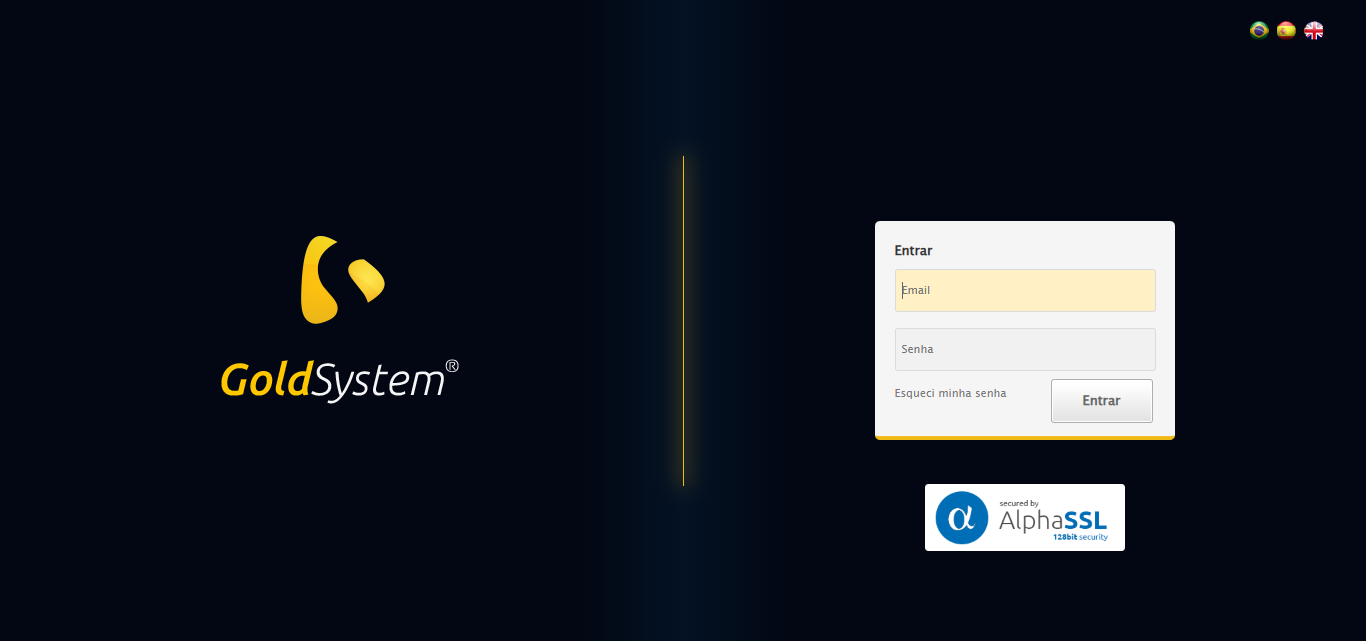 GoldSystem®
Entrar
Email
Senha
Esqueci minha senha
Entrar
secured by
α
AlphaSSL
128bit security